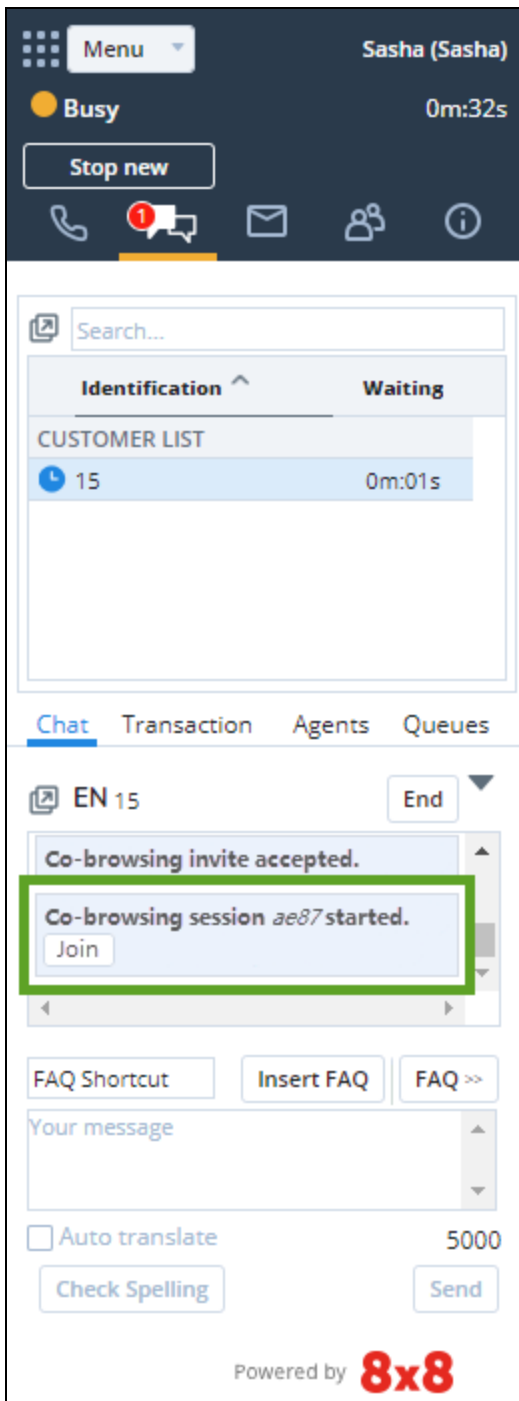 Menu Sasha (Sasha)
Busy 0m:32s
Stop new
1
Search...
Identification Waiting
CUSTOMER LIST
15 0m:01s
Chat Transaction Agents Queues
EN 15 End
Co-browsing invite accepted.
Co-browsing session ae87 started.
Join
FAQ Shortcut Insert FAQ FAQ >>
Your message
Auto translate 5000
Check Spelling Send
Powered by 8x8